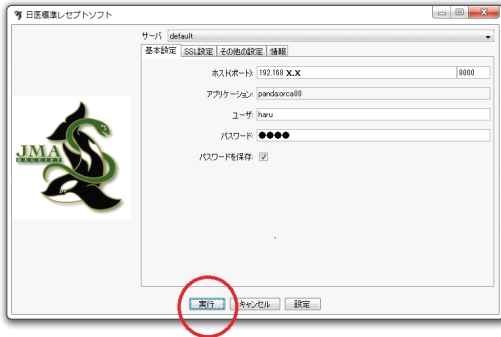 日医標準レセプトソフト
サーバ default
基本設定 SSL設定 その他の設定 情報
ホスト(ポート): 192.168 X.X 8000
アプリケーション: panda:orca00
ユーザ: haru
パスワード: ●●●●
パスワードを保存:
JMA
RECEIPT
実行 キャンセル 設定